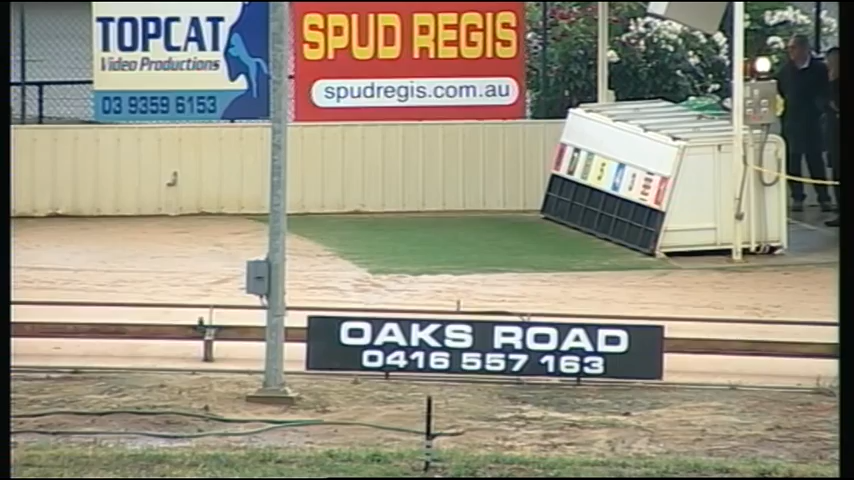 TOPCAT
Video Productions
03 9359 6153
SPUD REGIS
spudregis.com.au
OAKS ROAD
0416 557 163